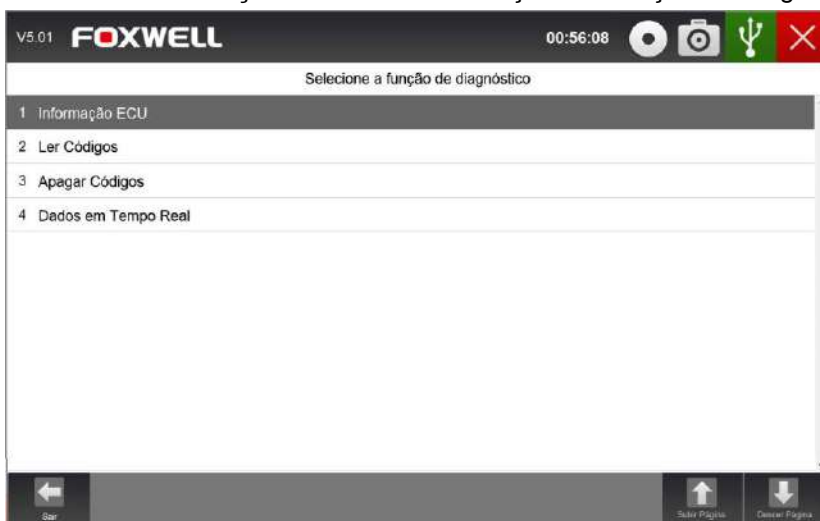 V5.01 FOXWELL 00:56:08
Selecione a função de diagnóstico
1 Informação ECU
2 Ler Códigos
3 Apagar Códigos
4 Dados em Tempo Real
Sair Subir Página Descer Página